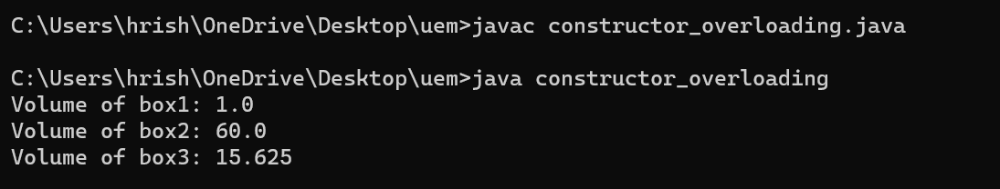 C:\Users\hrish\OneDrive\Desktop\uem>javac constructor_overloading.java
C:\Users\hrish\OneDrive\Desktop\uem>java constructor_overloading
Volume of box1: 1.0
Volume of box2: 60.0
Volume of box3: 15.625